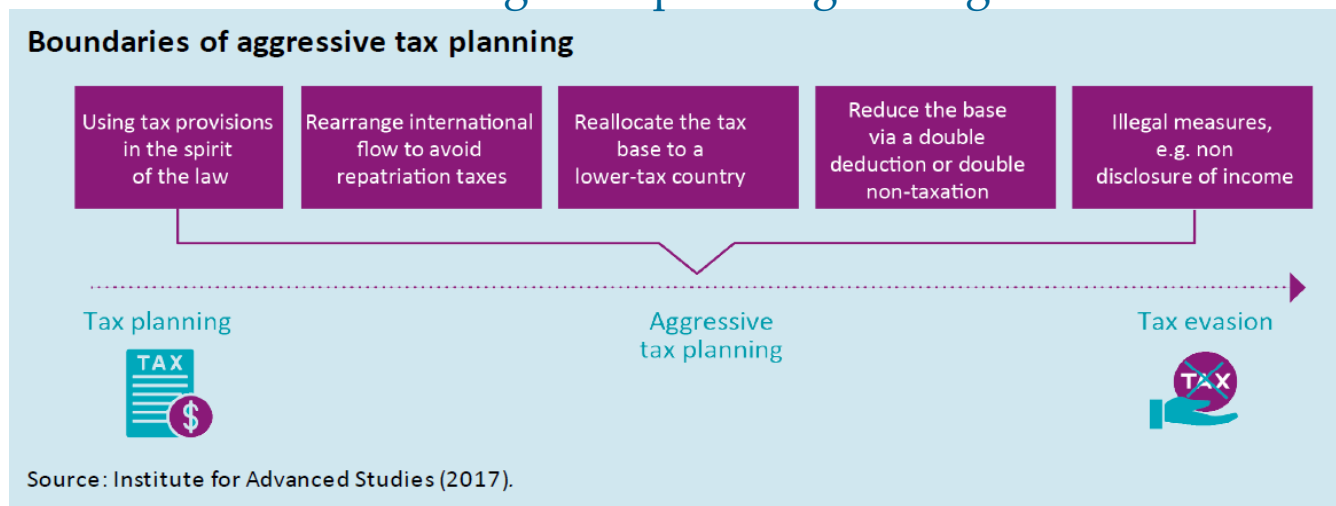 Boundaries of aggressive tax planning
Using tax provisions
in the spirit
of the law
Rearrange international
flow to avoid
repatriation taxes
Reallocate the tax
base to a
lower-tax country
Reduce the base
via a double
deduction or double
non-taxation
Illegal measures,
e.g. non
disclosure of income
Tax planning
Aggressive
tax planning
Tax evasion
TAX
$
TAX
Source: Institute for Advanced Studies (2017).